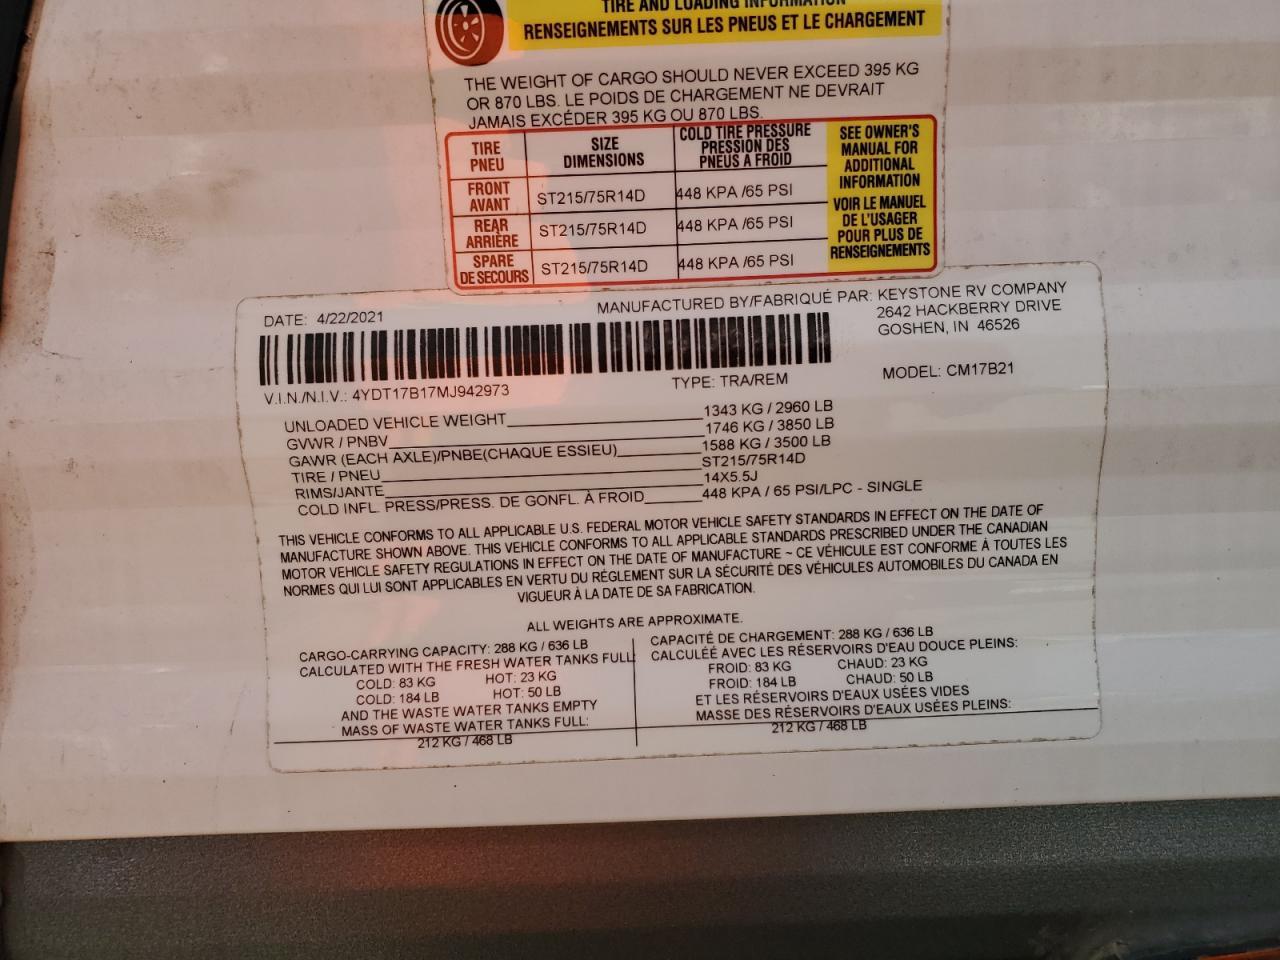 TIRE AND LOADING INFORMATION
RENSEIGNEMENTS SUR LES PNEUS ET LE CHARGEMENT
THE WEIGHT OF CARGO SHOULD NEVER EXCEED 395 KG
OR 870 LBS. LE POIDS DE CHARGEMENT NE DEVRAIT
JAMAIS EXCÉDER 395 KG OU 870 LBS.
TIRE
PNEU
SIZE
DIMENSIONS
COLD TIRE PRESSURE
PRESSION DES
PNEUS A FROID
FRONT
AVANT
ST215/75R14D
448 KPA /65 PSI
REAR
ARRIÈRE
ST215/75R14D
448 KPA /65 PSI
SPARE
DE SECOURS
ST215/75R14D
448 KPA /65 PSI
SEE OWNER'S
MANUAL FOR
ADDITIONAL
INFORMATION
VOIR LE MANUEL
DE L'USAGER
POUR PLUS DE
RENSEIGNEMENTS
DATE: 4/22/2021
MANUFACTURED BY/FABRIQUÉ PAR: KEYSTONE RV COMPANY
2642 HACKBERRY DRIVE
GOSHEN, IN 46526
V.I.N./N.I.V.: 4YDT17B17MJ942973
TYPE: TRA/REM
MODEL: CM17B21
UNLOADED VEHICLE WEIGHT 1343 KG / 2960 LB
GVWR / PNBV 1746 KG / 3850 LB
GAWR (EACH AXLE)/PNBE(CHAQUE ESSIEU) 1588 KG / 3500 LB
TIRE / PNEU ST215/75R14D
RIMS/JANTE 14X5.5J
COLD INFL. PRESS/PRESS. DE GONFL. À FROID 448 KPA / 65 PSI/LPC - SINGLE
THIS VEHICLE CONFORMS TO ALL APPLICABLE U.S. FEDERAL MOTOR VEHICLE SAFETY STANDARDS IN EFFECT ON THE DATE OF
MANUFACTURE SHOWN ABOVE. THIS VEHICLE CONFORMS TO ALL APPLICABLE STANDARDS PRESCRIBED UNDER THE CANADIAN
MOTOR VEHICLE SAFETY REGULATIONS IN EFFECT ON THE DATE OF MANUFACTURE ~ CE VÉHICULE EST CONFORME À TOUTES LES
NORMES QUI LUI SONT APPLICABLES EN VERTU DU RÉGLEMENT SUR LA SÉCURITÉ DES VÉHICULES AUTOMOBILES DU CANADA EN
VIGUEUR À LA DATE DE SA FABRICATION.
ALL WEIGHTS ARE APPROXIMATE.
CARGO-CARRYING CAPACITY: 288 KG / 636 LB
CALCULATED WITH THE FRESH WATER TANKS FULL
COLD: 83 KG HOT: 23 KG
COLD: 184 LB HOT: 50 LB
AND THE WASTE WATER TANKS EMPTY
MASS OF WASTE WATER TANKS FULL:
212 KG / 468 LB
CAPACITÉ DE CHARGEMENT: 288 KG / 636 LB
CALCULÉE AVEC LES RÉSERVOIRS D'EAU DOUCE PLEINS:
FROID: 83 KG CHAUD: 23 KG
FROID: 184 LB CHAUD: 50 LB
ET LES RÉSERVOIRS D'EAUX USÉES VIDES
MASSE DES RÉSERVOIRS D'EAUX USÉES PLEINS:
212 KG / 468 LB